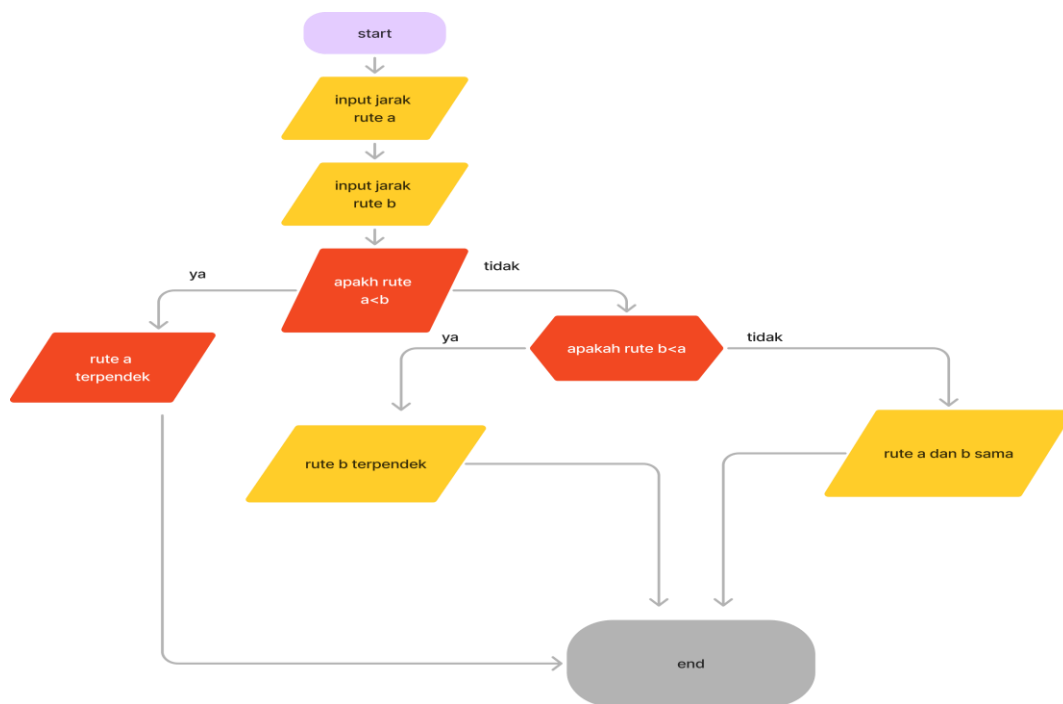 start
input jarak
rute a
input jarak
rute b
ya
apakh rute
a<b
tidak
rute a
terpendek
ya
apakah rute b<a
tidak
rute b terpendek
rute a dan b sama
end